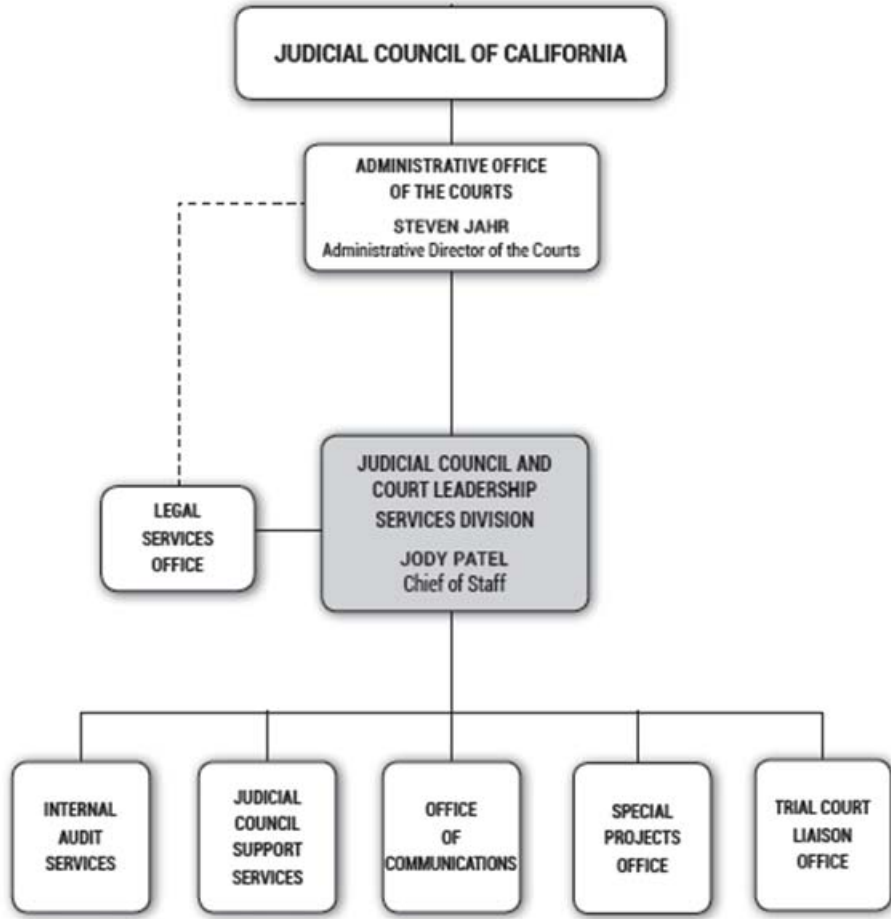 JUDICIAL COUNCIL OF CALIFORNIA
ADMINISTRATIVE OFFICE
OF THE COURTS
STEVEN JAHR
Administrative Director of the Courts
JUDICIAL COUNCIL AND
COURT LEADERSHIP
SERVICES DIVISION
JODY PATEL
Chief of Staff
LEGAL
SERVICES
OFFICE
INTERNAL
AUDIT
SERVICES
JUDICIAL
COUNCIL
SUPPORT
SERVICES
OFFICE
OF
COMMUNICATIONS
SPECIAL
PROJECTS
OFFICE
TRIAL COURT
LIAISON
OFFICE